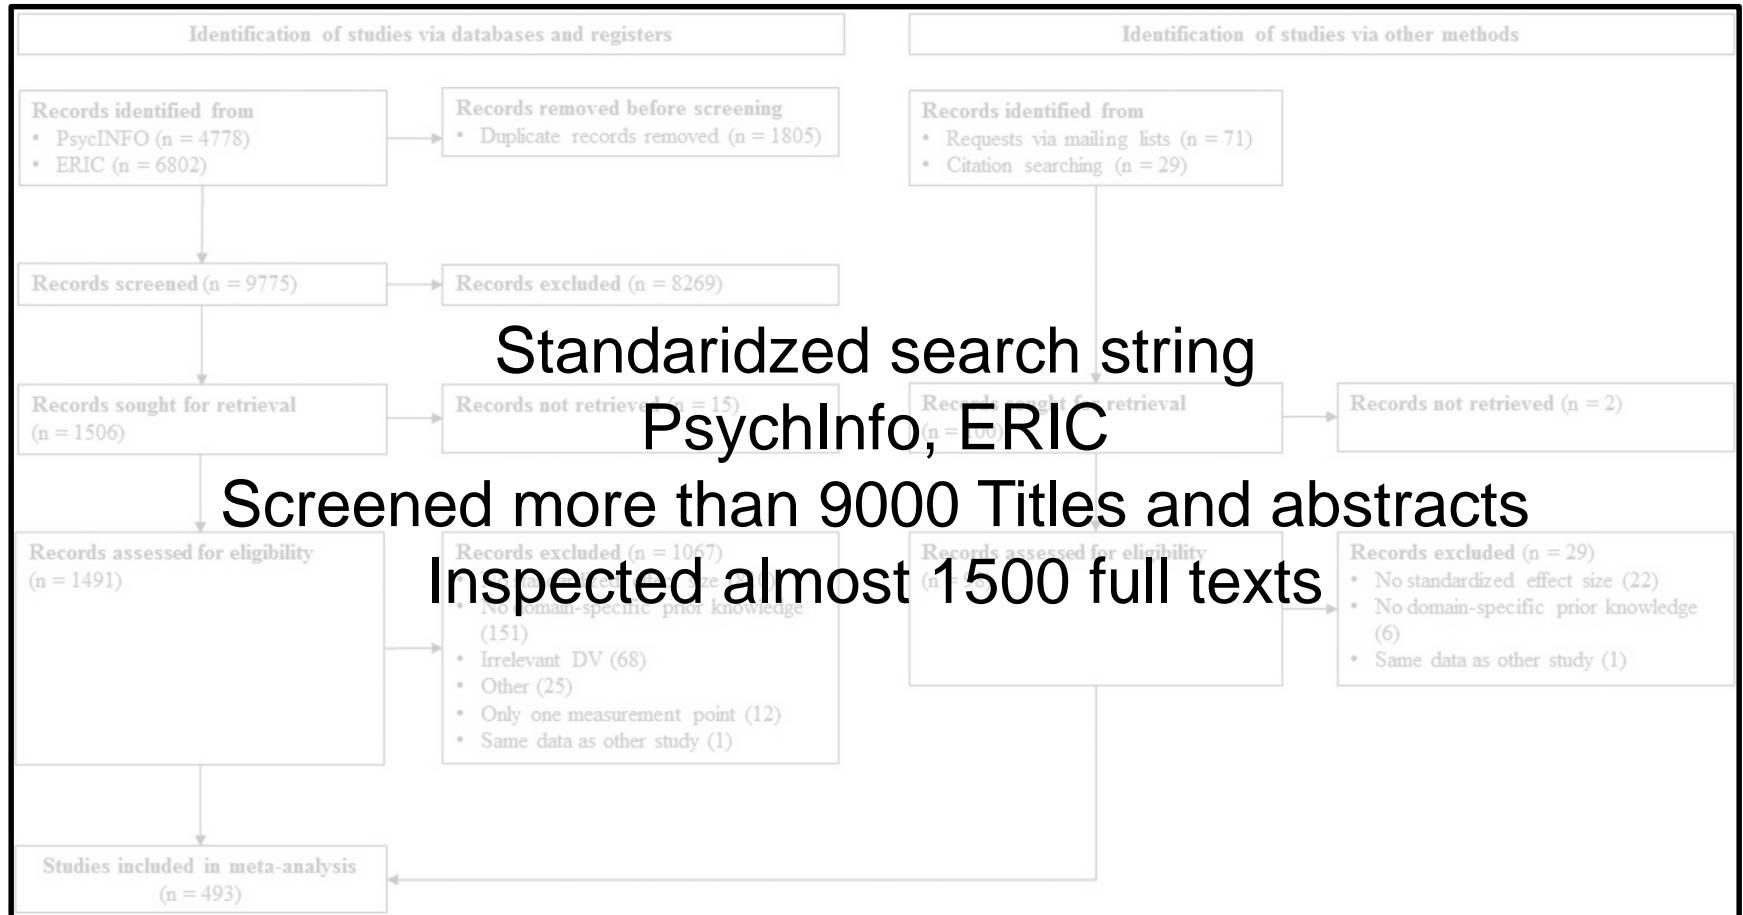 Identification of studies via databases and registers
Identification of studies via other methods
Records identified from
• PsycINFO (n = 4778)
• ERIC (n = 6802)
Records removed before screening
• Duplicate records removed (n = 1805)
Records identified from
• Requests via mailing lists (n = 71)
• Citation searching (n = 29)
Records screened (n = 9775)
Records excluded (n = 8269)
Standaridzed search string
PsychInfo, ERIC
Screened more than 9000 Titles and abstracts
Inspected almost 1500 full texts
Records sought for retrieval
(n = 1506)
Records not retrieved (n = 15)
Records sought for retrieval
(n = 100)
Records not retrieved (n = 2)
Records assessed for eligibility
(n = 1491)
Records excluded (n = 1067)
• No standardized effect size
• No domain-specific prior knowledge
(151)
• Irrelevant DV (68)
• Other (25)
• Only one measurement point (12)
• Same data as other study (1)
Records assessed for eligibility
Records excluded (n = 29)
• No standardized effect size (22)
• No domain-specific prior knowledge
(6)
• Same data as other study (1)
Studies included in meta-analysis
(n = 493)